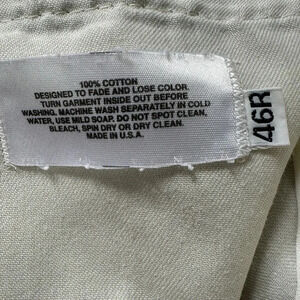 100% COTTON
DESIGNED TO FADE AND LOSE COLOR.
TURN GARMENT INSIDE OUT BEFORE
WASHING. MACHINE WASH SEPARATELY IN COLD
WATER, USE MILD SOAP. DO NOT SPOT CLEAN,
BLEACH, SPIN DRY OR DRY CLEAN.
MADE IN U.S.A.
46R